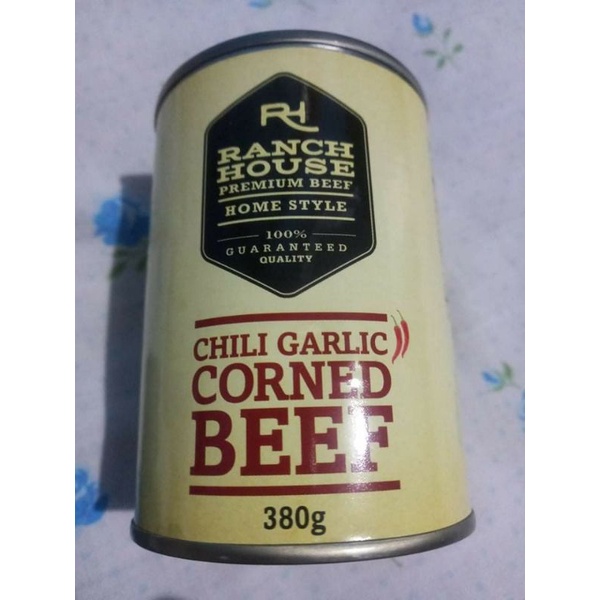 RH
RANCH
HOUSE
PREMIUM BEEF
HOME STYLE
100%
GUARANTEED
QUALITY
CHILI GARLIC
CORNED
BEEF
380g